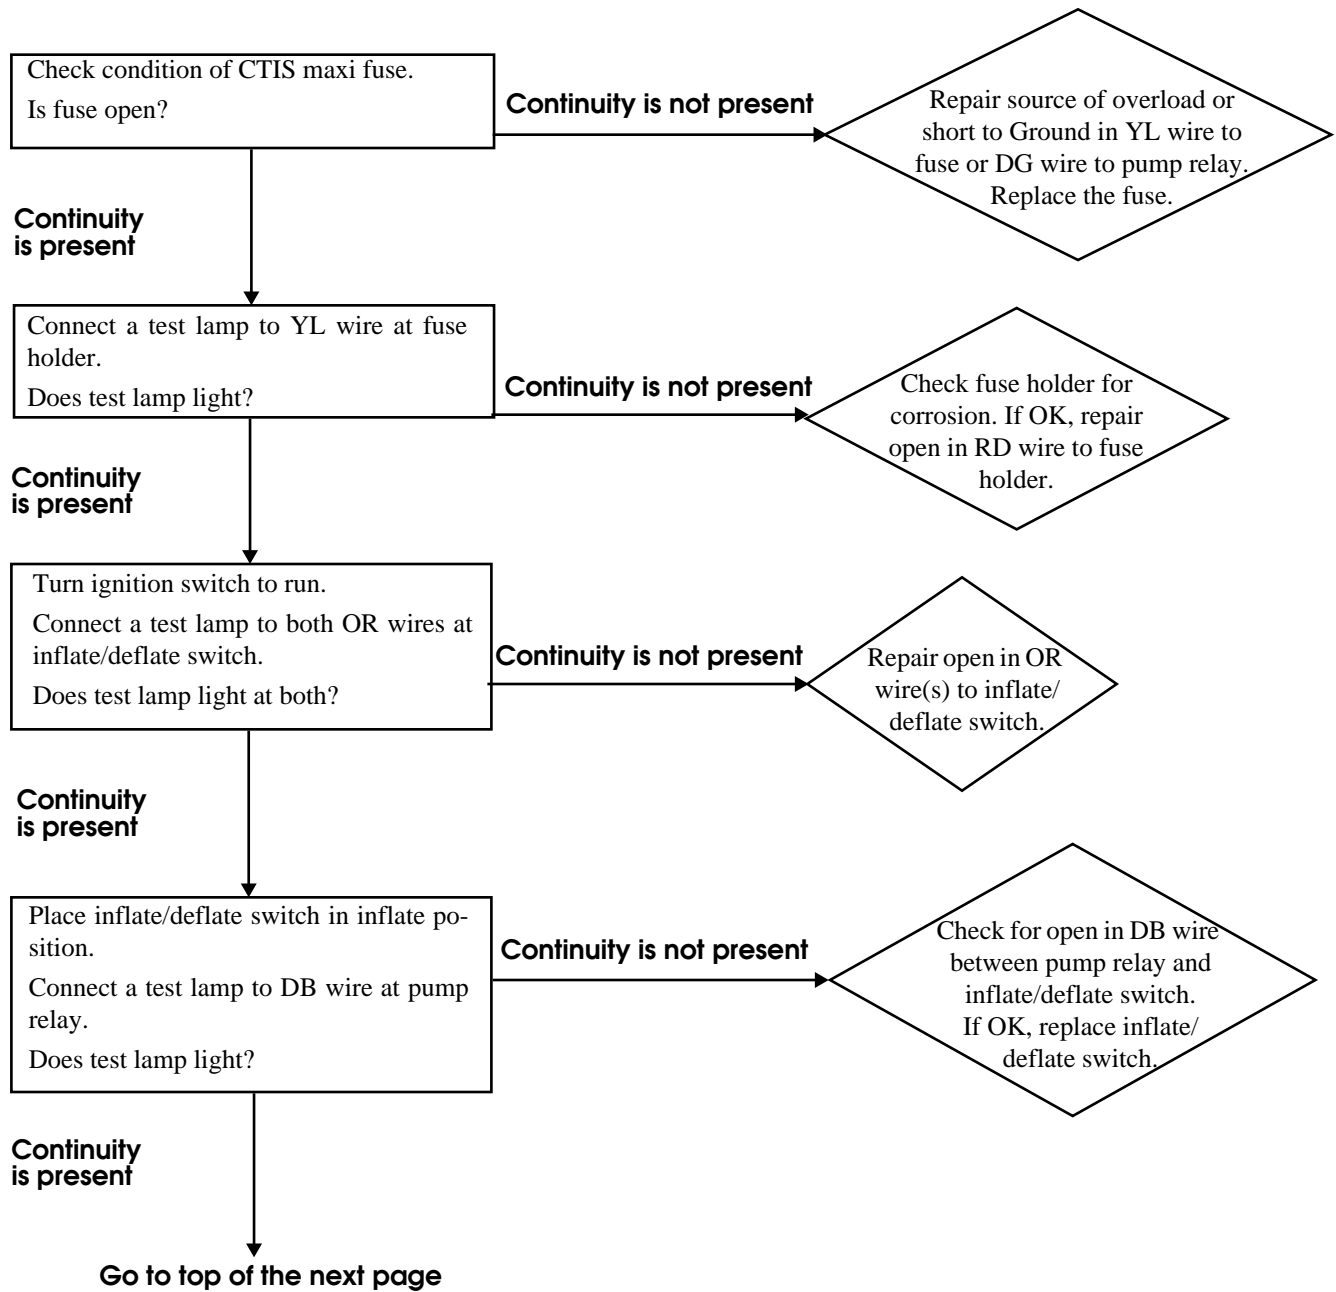 Check condition of CTIS maxi fuse.
Is fuse open?
Continuity is not present
Repair source of overload or
short to Ground in YL wire to
fuse or DG wire to pump relay.
Replace the fuse.
Continuity
is present
Connect a test lamp to YL wire at fuse
holder.
Does test lamp light?
Continuity is not present
Check fuse holder for
corrosion. If OK, repair
open in RD wire to fuse
holder.
Continuity
is present
Turn ignition switch to run.
Connect a test lamp to both OR wires at
inflate/deflate switch.
Does test lamp light at both?
Continuity is not present
Repair open in OR
wire(s) to inflate/
deflate switch.
Continuity
is present
Place inflate/deflate switch in inflate po-
sition.
Connect a test lamp to DB wire at pump
relay.
Does test lamp light?
Continuity is not present
Check for open in DB wire
between pump relay and
inflate/deflate switch.
If OK, replace inflate/
deflate switch.
Continuity
is present
Go to top of the next page